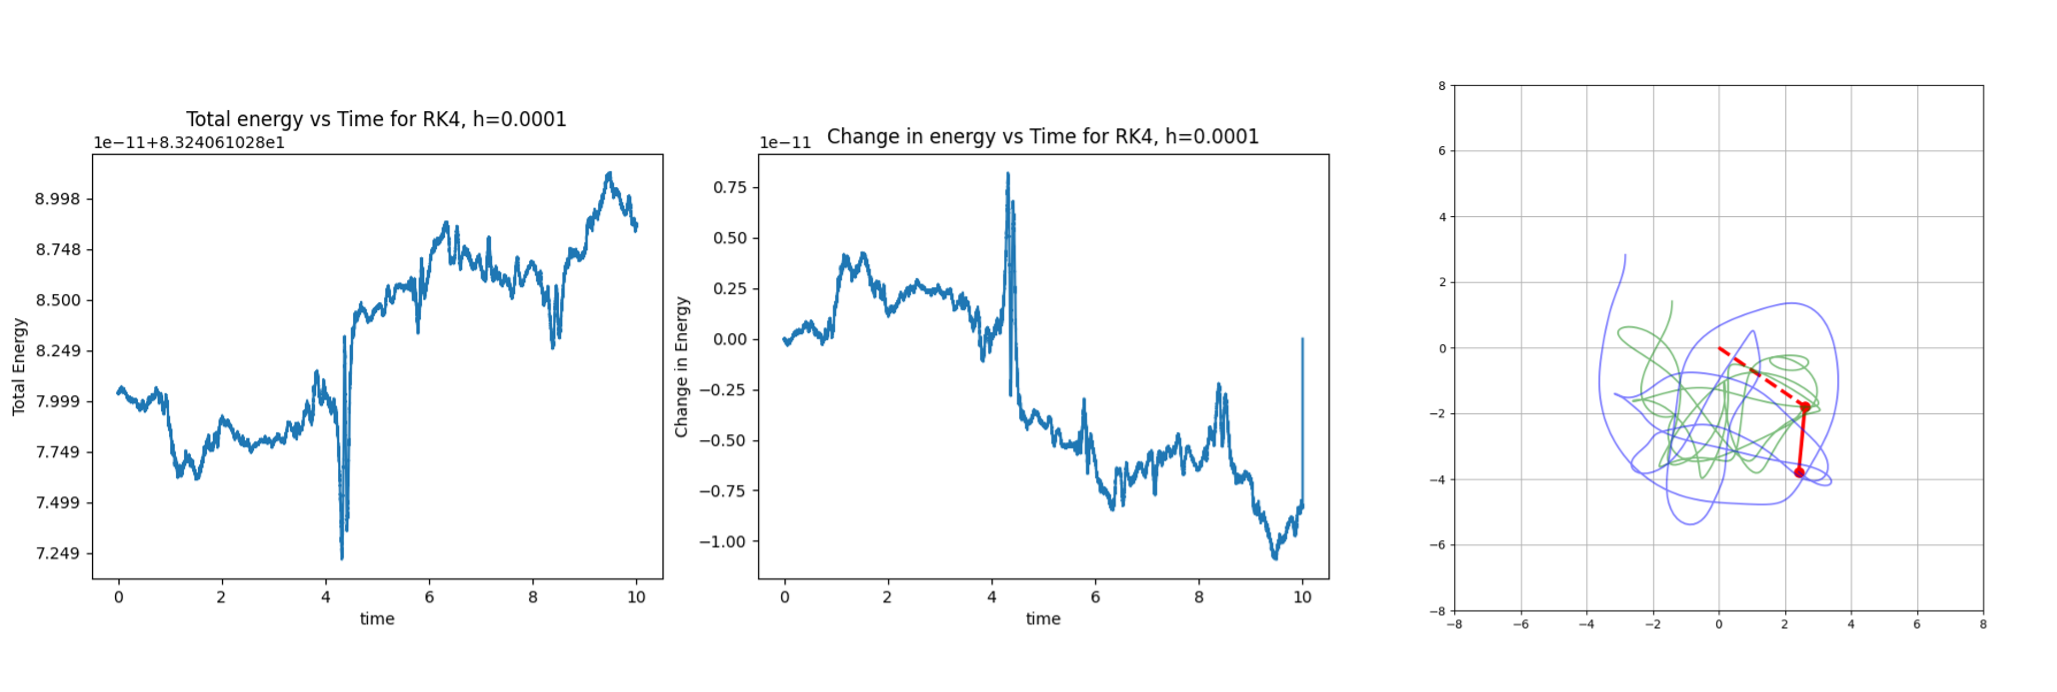 Total energy vs Time for RK4, h=0.0001
1e−11+8.324061028e1
8.998
8.748
8.500
8.249
7.999
7.749
7.499
7.249
Total Energy
0 2 4 6 8 10
time
Change in energy vs Time for RK4, h=0.0001
1e−11
0.75
0.50
0.25
0.00
−0.25
−0.50
−0.75
−1.00
Change in Energy
0 2 4 6 8 10
time
8
6
4
2
0
−2
−4
−6
−8
−8 −6 −4 −2 0 2 4 6 8